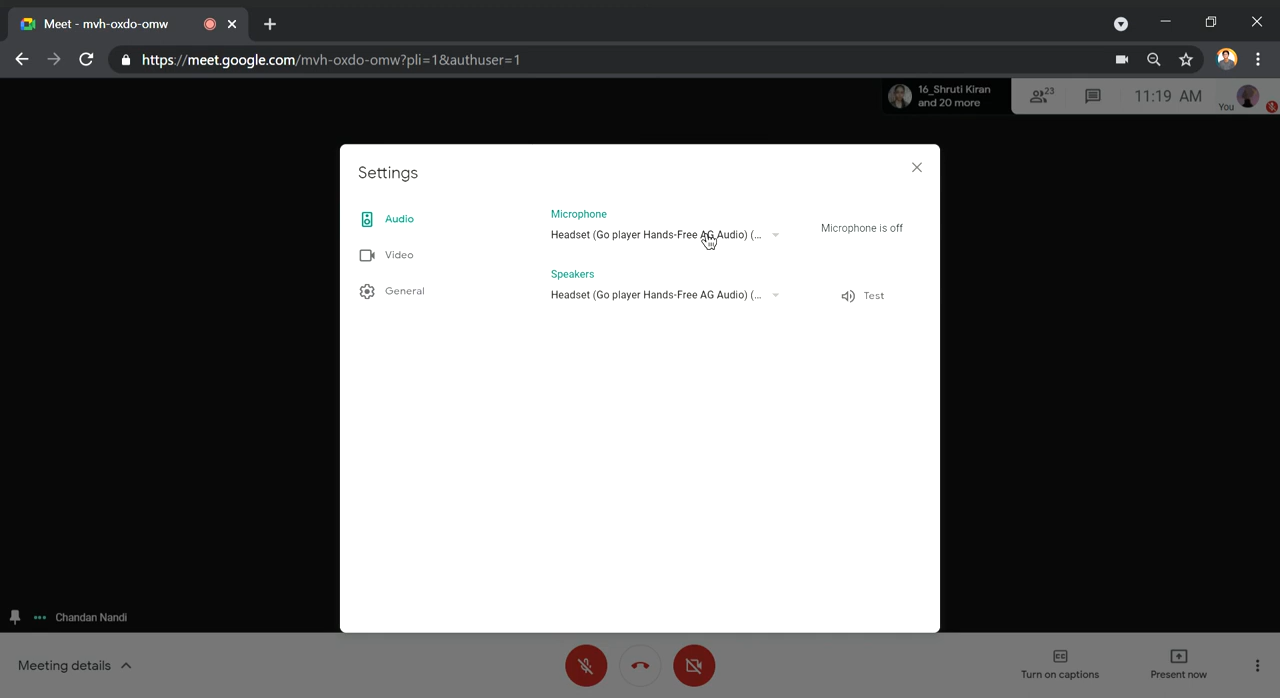 Meet - mvh-oxdo-omw
https://meet.google.com/mvh-oxdo-omw?pli=1&authuser=1
16_Shruti Kiran
and 20 more
23
11:19 AM
You
Settings
Audio
Video
General
Microphone
Headset (Go player Hands-Free AG Audio) (...
Microphone is off
Speakers
Headset (Go player Hands-Free AG Audio) (...
Test
Chandan Nandi
Meeting details
CC
Turn on captions
Present now